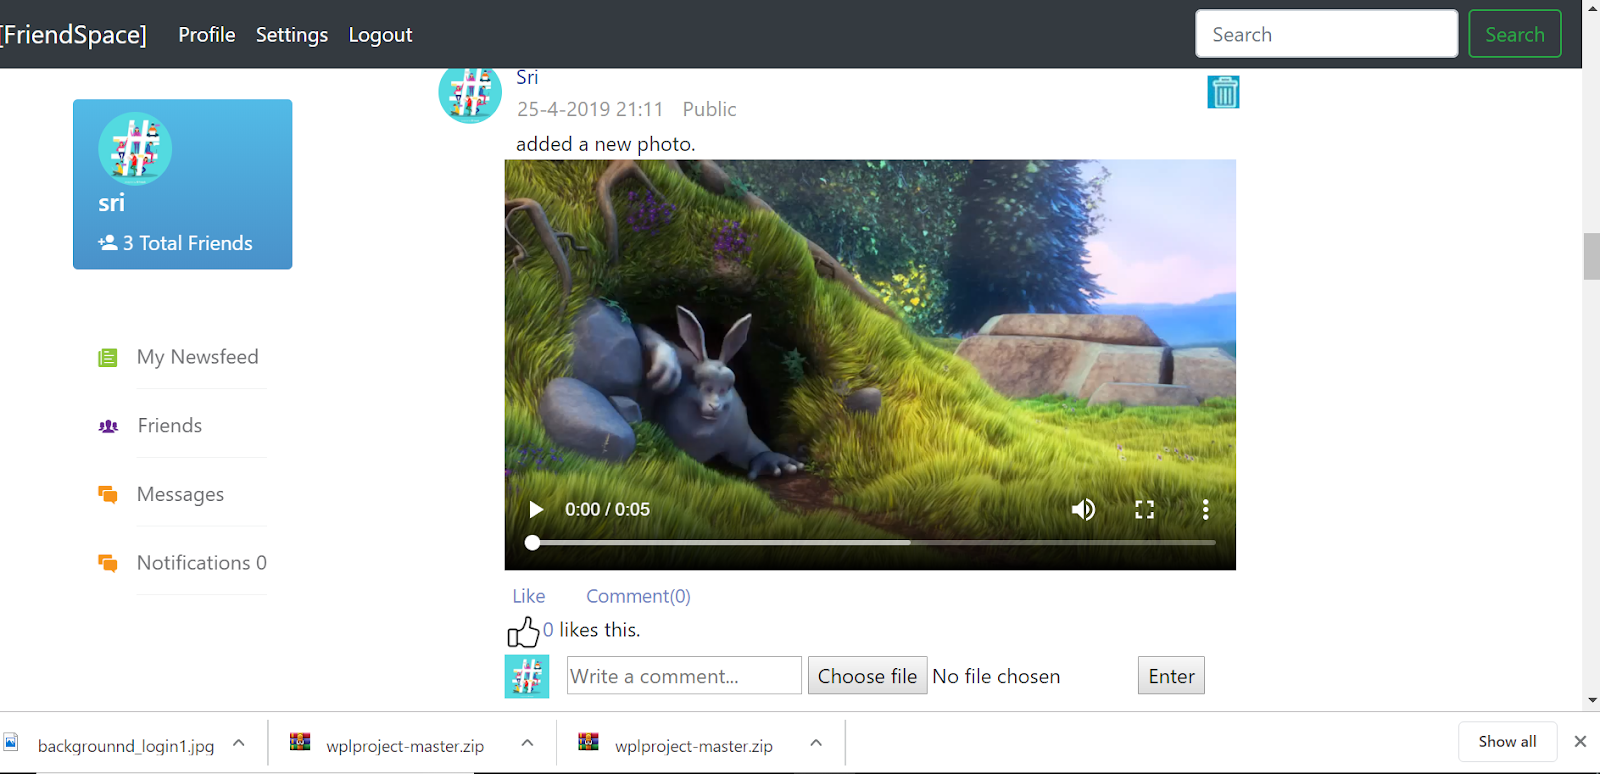 [FriendSpace] Profile Settings Logout Search Search
Sri
25-4-2019 21:11 Public
added a new photo.
sri
3 Total Friends
My Newsfeed
Friends
Messages
Notifications 0
0:00 / 0:05
Like Comment(0)
0 likes this.
Write a comment... Choose file No file chosen Enter
backgrounnd_login1.jpg wplproject-master.zip wplproject-master.zip Show all